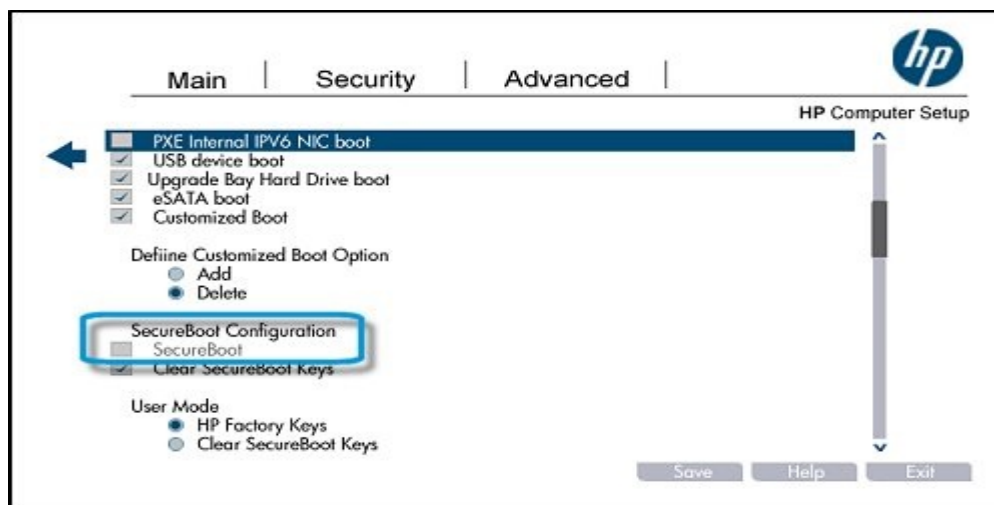 hp
Main | Security | Advanced |
HP Computer Setup
PXE Internal IPV6 NIC boot
USB device boot
Upgrade Bay Hard Drive boot
eSATA boot
Customized Boot
Defiine Customized Boot Option
Add
Delete
SecureBoot Configuration
SecureBoot
Clear SecureBoot Keys
User Mode
HP Factory Keys
Clear SecureBoot Keys
Save Help Exit